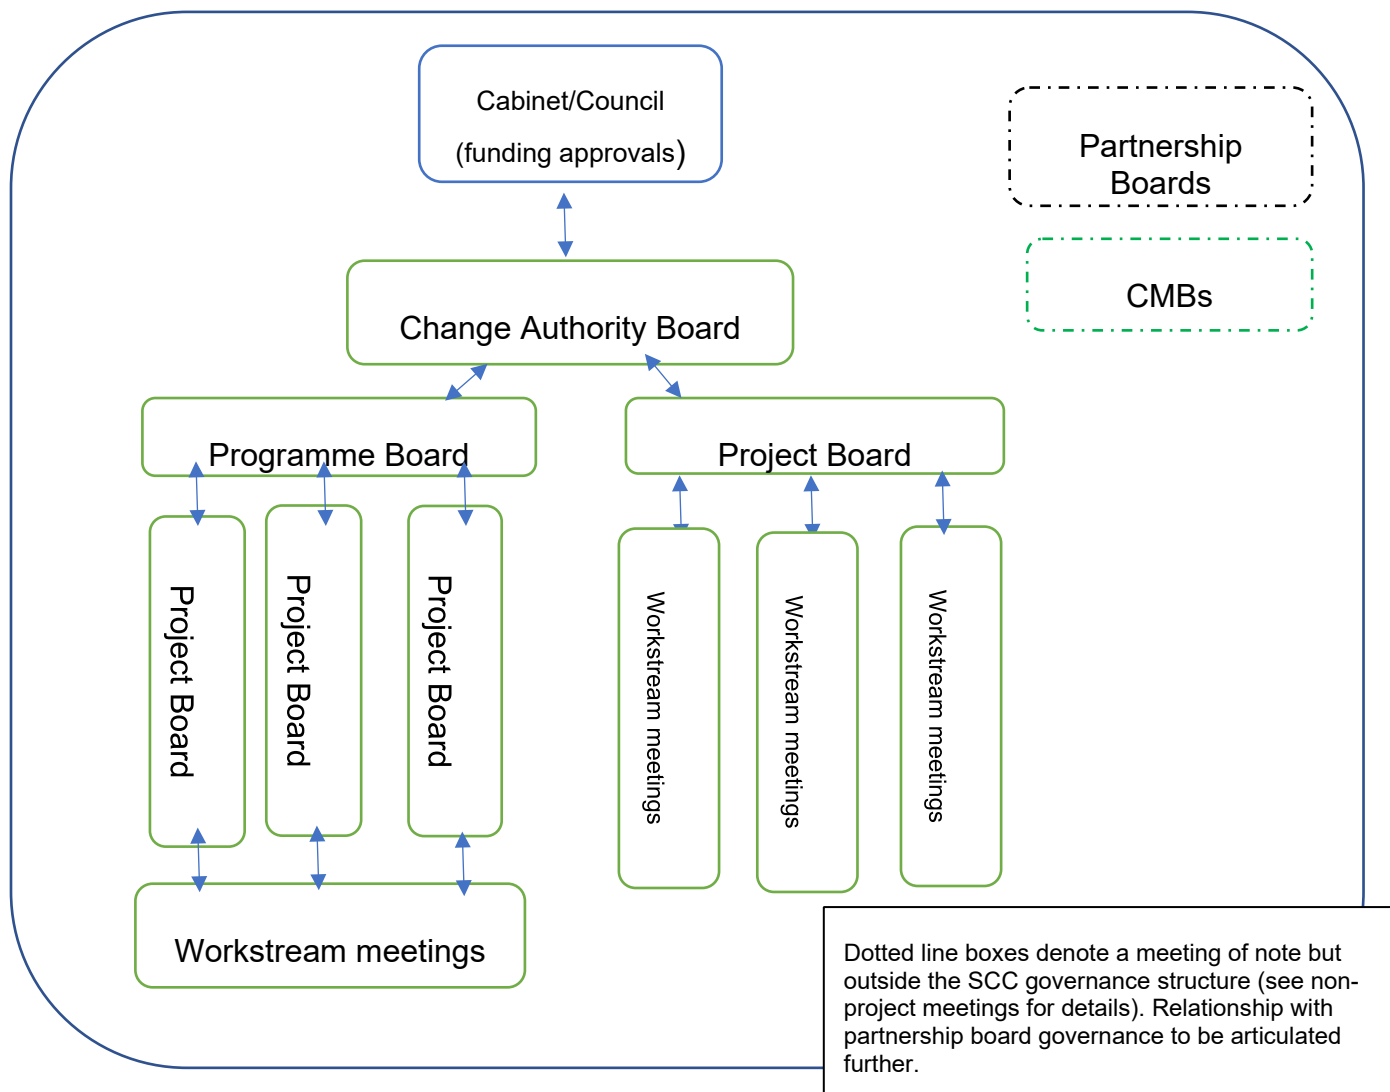 Cabinet/Council
(funding approvals)
Partnership
Boards
CMBs
Change Authority Board
Programme Board
Project Board
Project Board
Project Board
Project Board
Workstream meetings
Workstream meetings
Workstream meetings
Workstream meetings
Dotted line boxes denote a meeting of note but
outside the SCC governance structure (see non-
project meetings for details). Relationship with
partnership board governance to be articulated
further.